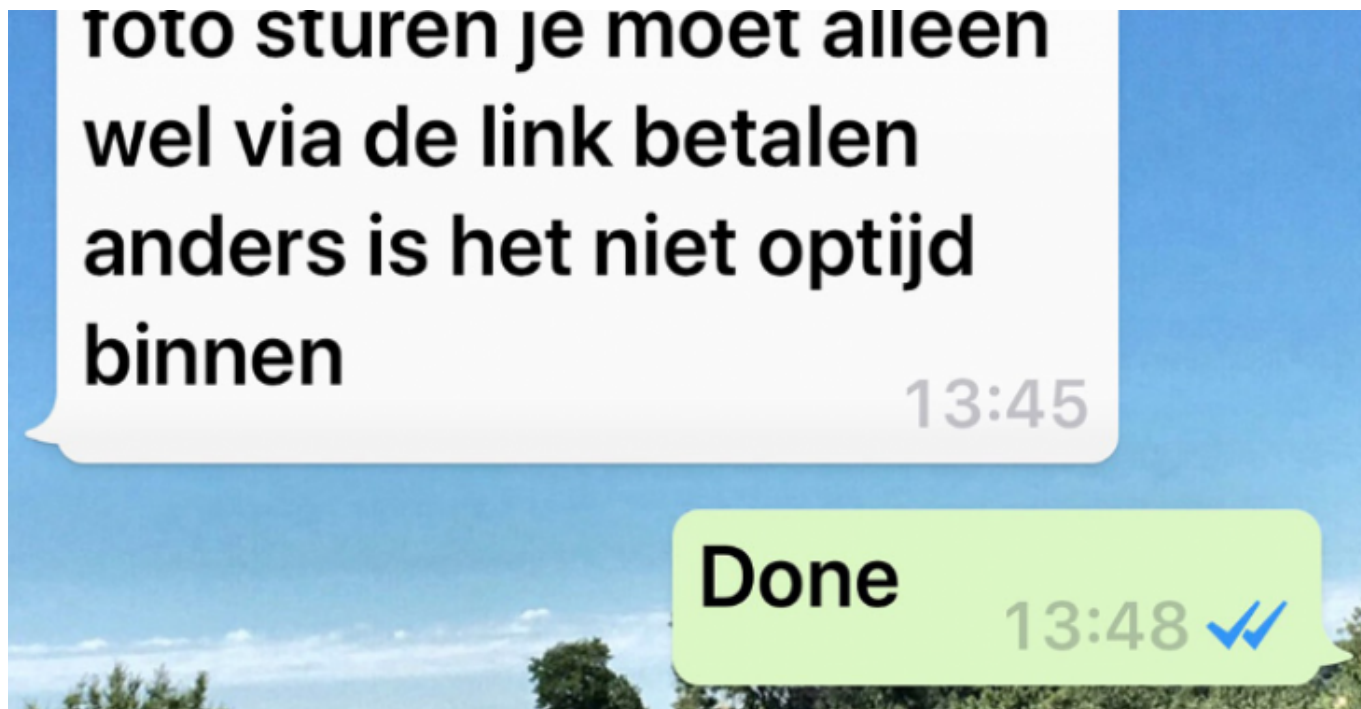 foto sturen je moet alleen
wel via de link betalen
anders is het niet optijd
binnen
13:45
Done
13:48